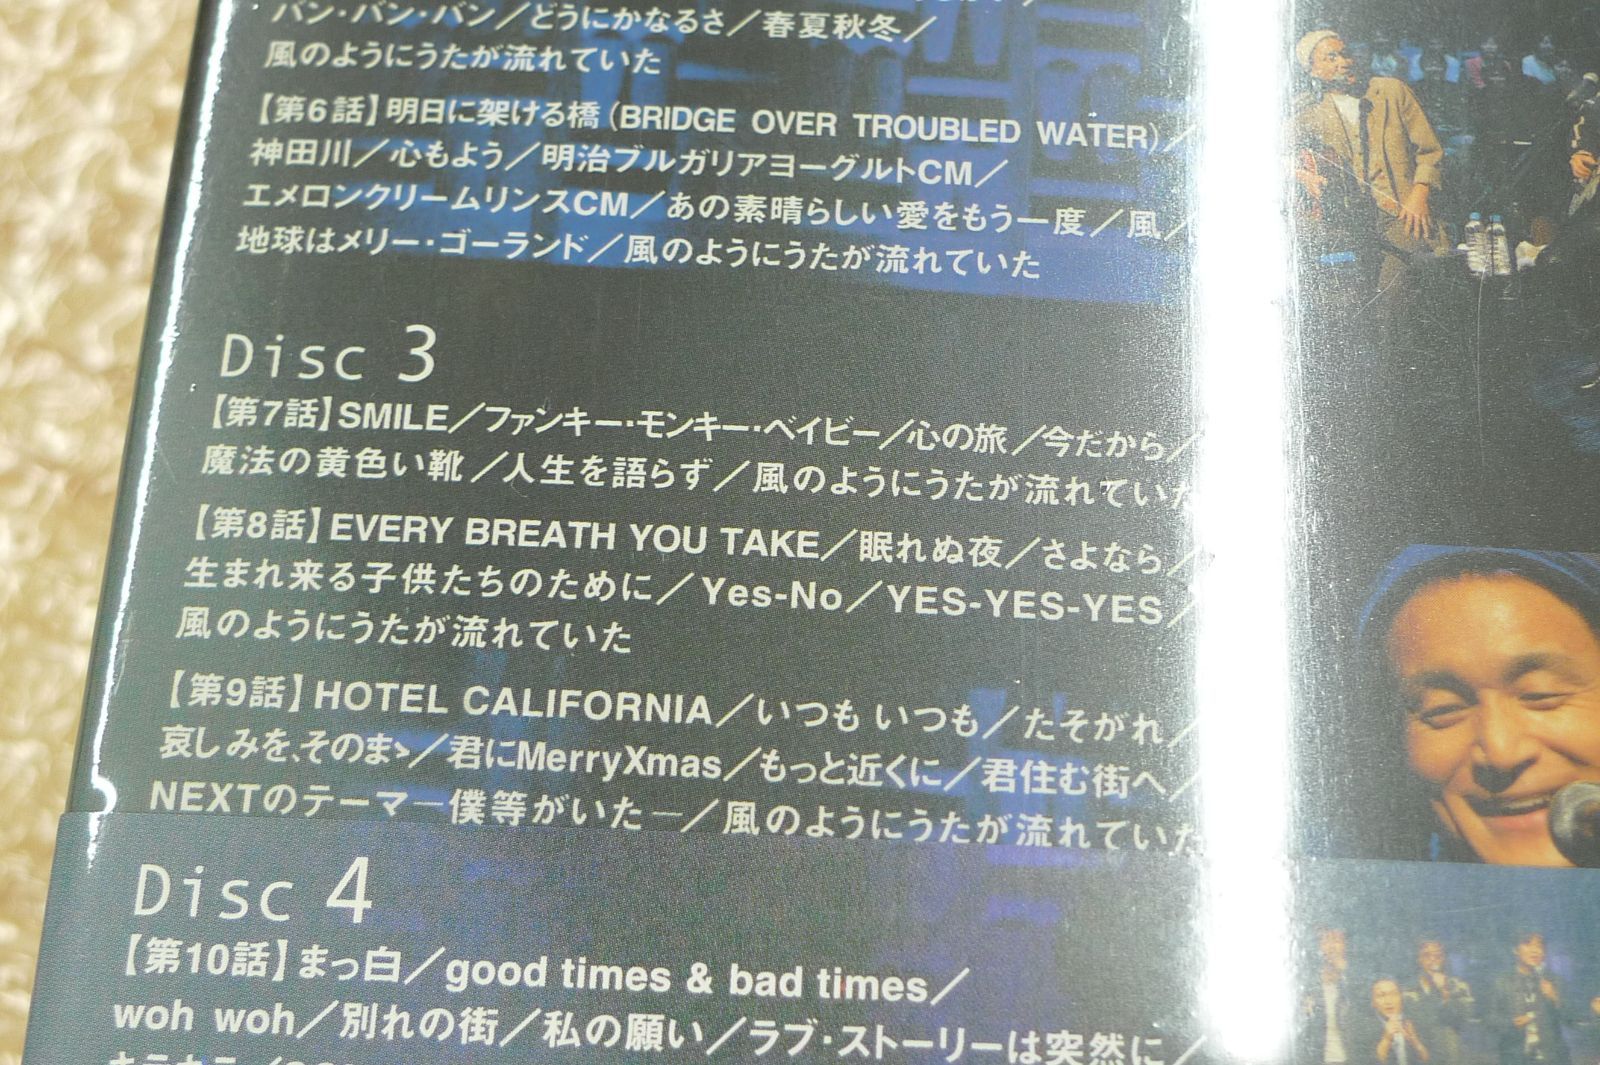 バン・バン・バン／どうにかなるさ／春夏秋冬／
風のようにうたが流れていた
【第6話】明日に架ける橋（BRIDGE OVER TROUBLED WATER）／
神田川／心もよう／明治ブルガリアヨーグルトCM／
エメロンクリームリンスCM／あの素晴らしい愛をもう一度／風／
地球はメリー・ゴーランド／風のようにうたが流れていた
Disc 3
【第7話】SMILE／ファンキー・モンキー・ベイビー／心の旅／今だから／
魔法の黄色い靴／人生を語らず／風のようにうたが流れていた
【第8話】EVERY BREATH YOU TAKE／眠れぬ夜／さよなら／
生まれ来る子供たちのために／Yes-No／YES-YES-YES／
風のようにうたが流れていた
【第9話】HOTEL CALIFORNIA／いつも いつも／たそがれ／
哀しみを、そのまゝ／君にMerryXmas／もっと近くに／君住む街へ／
NEXTのテーマ―僕等がいた―／風のようにうたが流れていた
Disc 4
【第10話】まっ白／good times & bad times／
woh woh／別れの街／私の願い／ラブ・ストーリーは突然に／